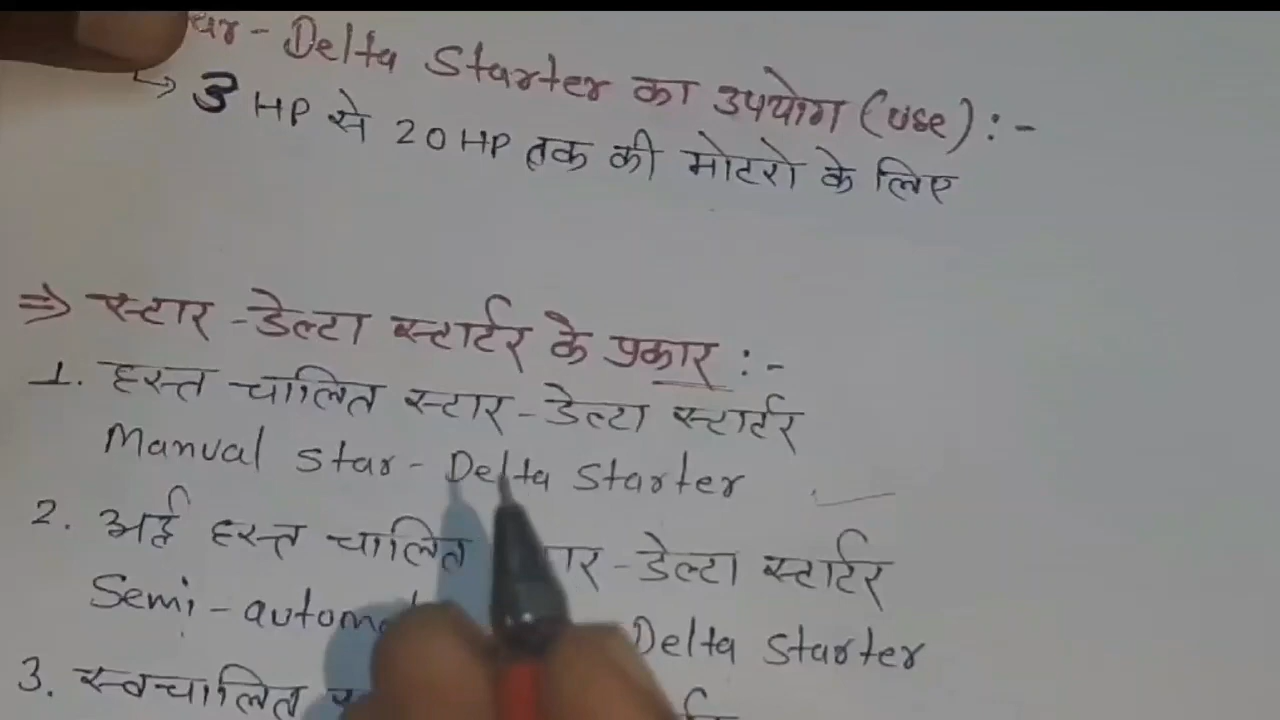 - Delta Starter का उपयोग (use) : -
↳ 3 HP से 20 HP तक की मोटरो के लिए
⇒ स्टार - डेल्टा स्टार्टर के प्रकार : -
1. हस्त चालित स्टार - डेल्टा स्टार्टर
Manual Star - Delta Starter
2. अर्द्ध हस्त चालित - डेल्टा स्टार्टर
Semi - Delta Starter
3. स्वचालित